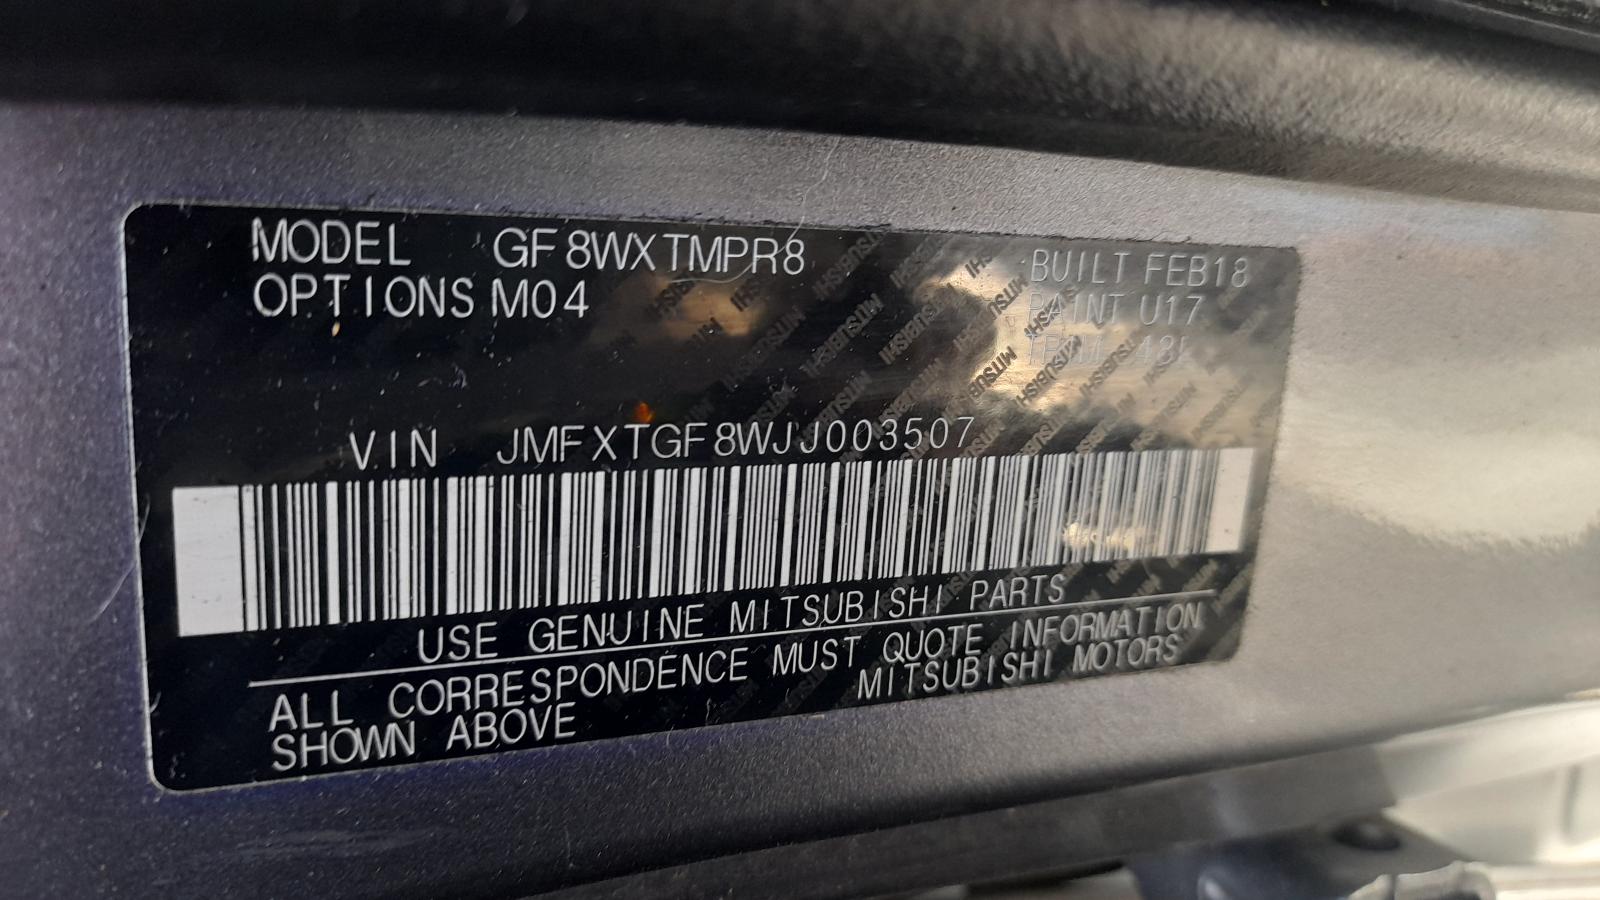 MODEL GF8WXTMPR8
OPTIONS M04
BUILT FEB18
PAINT U17
TRIM
VIN JMFXTGF8WJJ003507
USE GENUINE MITSUBISHI PARTS
ALL CORRESPONDENCE MUST QUOTE INFORMATION
SHOWN ABOVE MITSUBISHI MOTORS